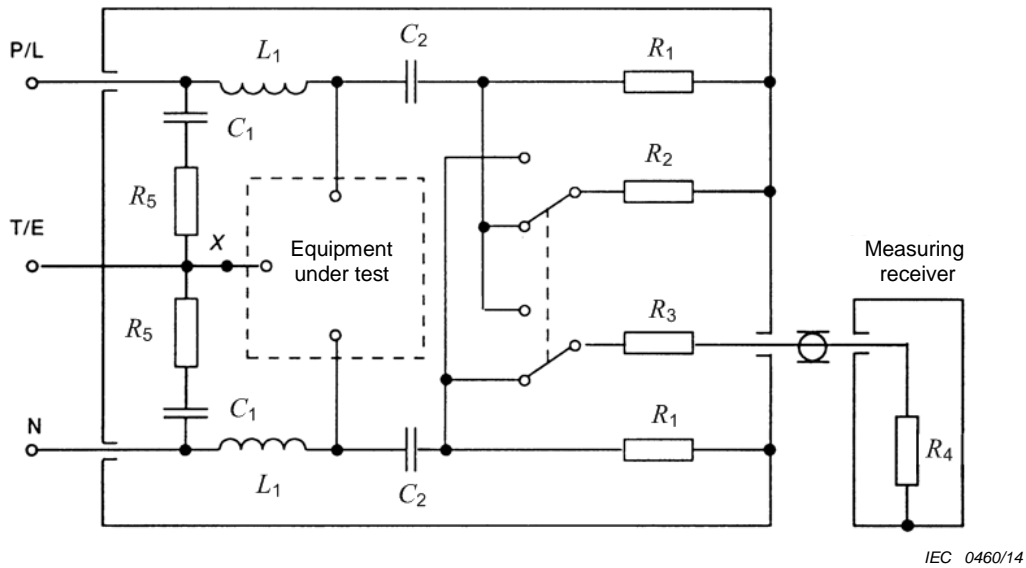 P/L
L1
C2
R1
C1
R2
R5
T/E
X
Equipment
under test
Measuring
receiver
R5
R3
N
C1
R1
R4
L1
C2
IEC 0460/14